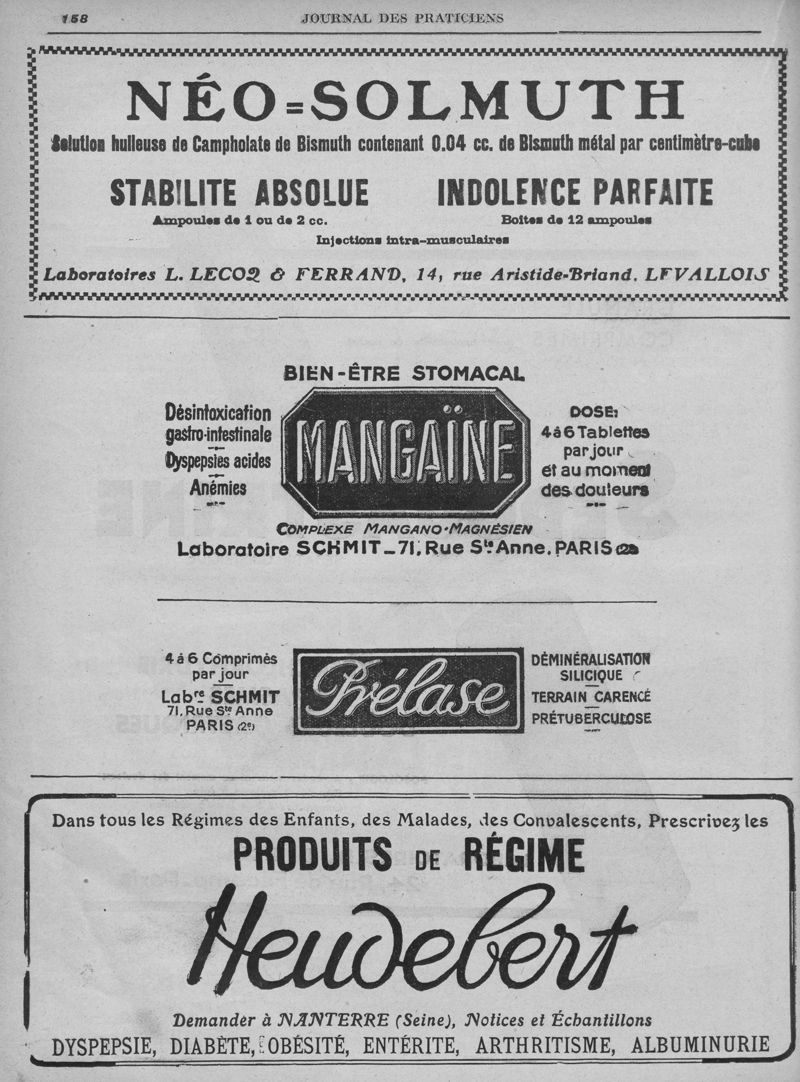 158
JOURNAL DES PRATICIENS
NÉO=SOLMUTH
Solution huileuse de Campholate de Bismuth contenant 0.04 cc. de Bismuth métal par centimètre-cube
STABILITE ABSOLUE
INDOLENCE PARFAITE
Ampoules de 1 ou de 2 cc.
Boîtes de 12 ampoules
Injections intra-musculaires
Laboratoires L. LECOQ & FERRAND, 14, rue Aristide-Briand, LEVALLOIS
BIEN-ÊTRE STOMACAL
Désintoxication
gastro-intestinale
Dyspepsies acides
Anémies
MANGAÏNE
DOSE:
4 à 6 Tablettes
par jour
et au moment
des douleurs
COMPLEXE MANGANO-MAGNÉSIEN
Laboratoire SCHMIT_71, Rue Ste Anne. PARIS (2e)
4 à 6 Comprimés
par jour
Labre SCHMIT
71, Rue Ste Anne
PARIS (2e)
Prélase
DÉMINÉRALISATION
SILICIQUE
TERRAIN CARENCÉ
PRÉTUBERCULOSE
Dans tous les Régimes des Enfants, des Malades, des Convalescents, Prescrivez les
PRODUITS DE RÉGIME
Heudebert
Demander à NANTERRE (Seine), Notices et Échantillons
DYSPEPSIE, DIABÈTE, OBÉSITÉ, ENTÉRITE, ARTHRITISME, ALBUMINURIE